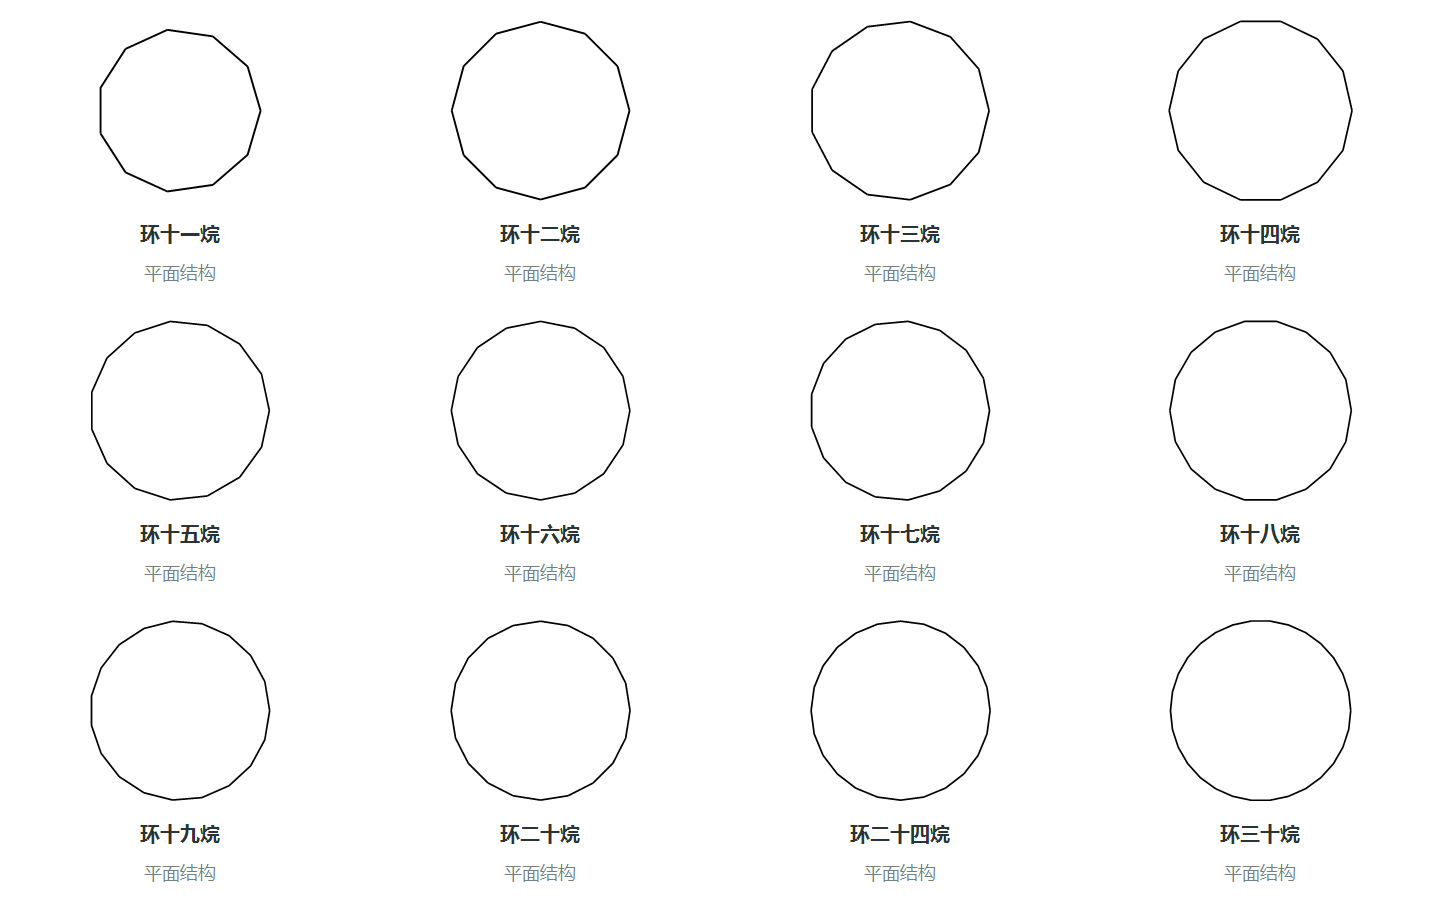 环十一烷
平面结构
环十二烷
平面结构
环十三烷
平面结构
环十四烷
平面结构
环十五烷
平面结构
环十六烷
平面结构
环十七烷
平面结构
环十八烷
平面结构
环十九烷
平面结构
环二十烷
平面结构
环二十四烷
平面结构
环三十烷
平面结构